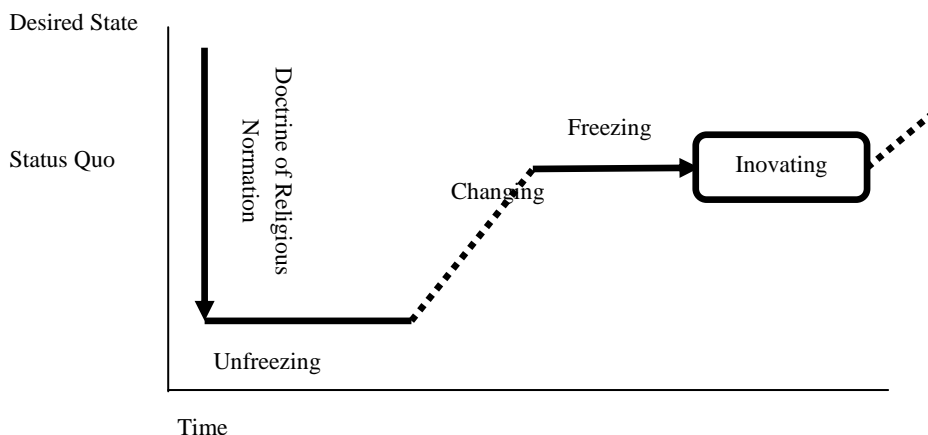 Desired State
Doctrine of Religious
Normation
Freezing
Status Quo
Inovating
Changing
Unfreezing
Time